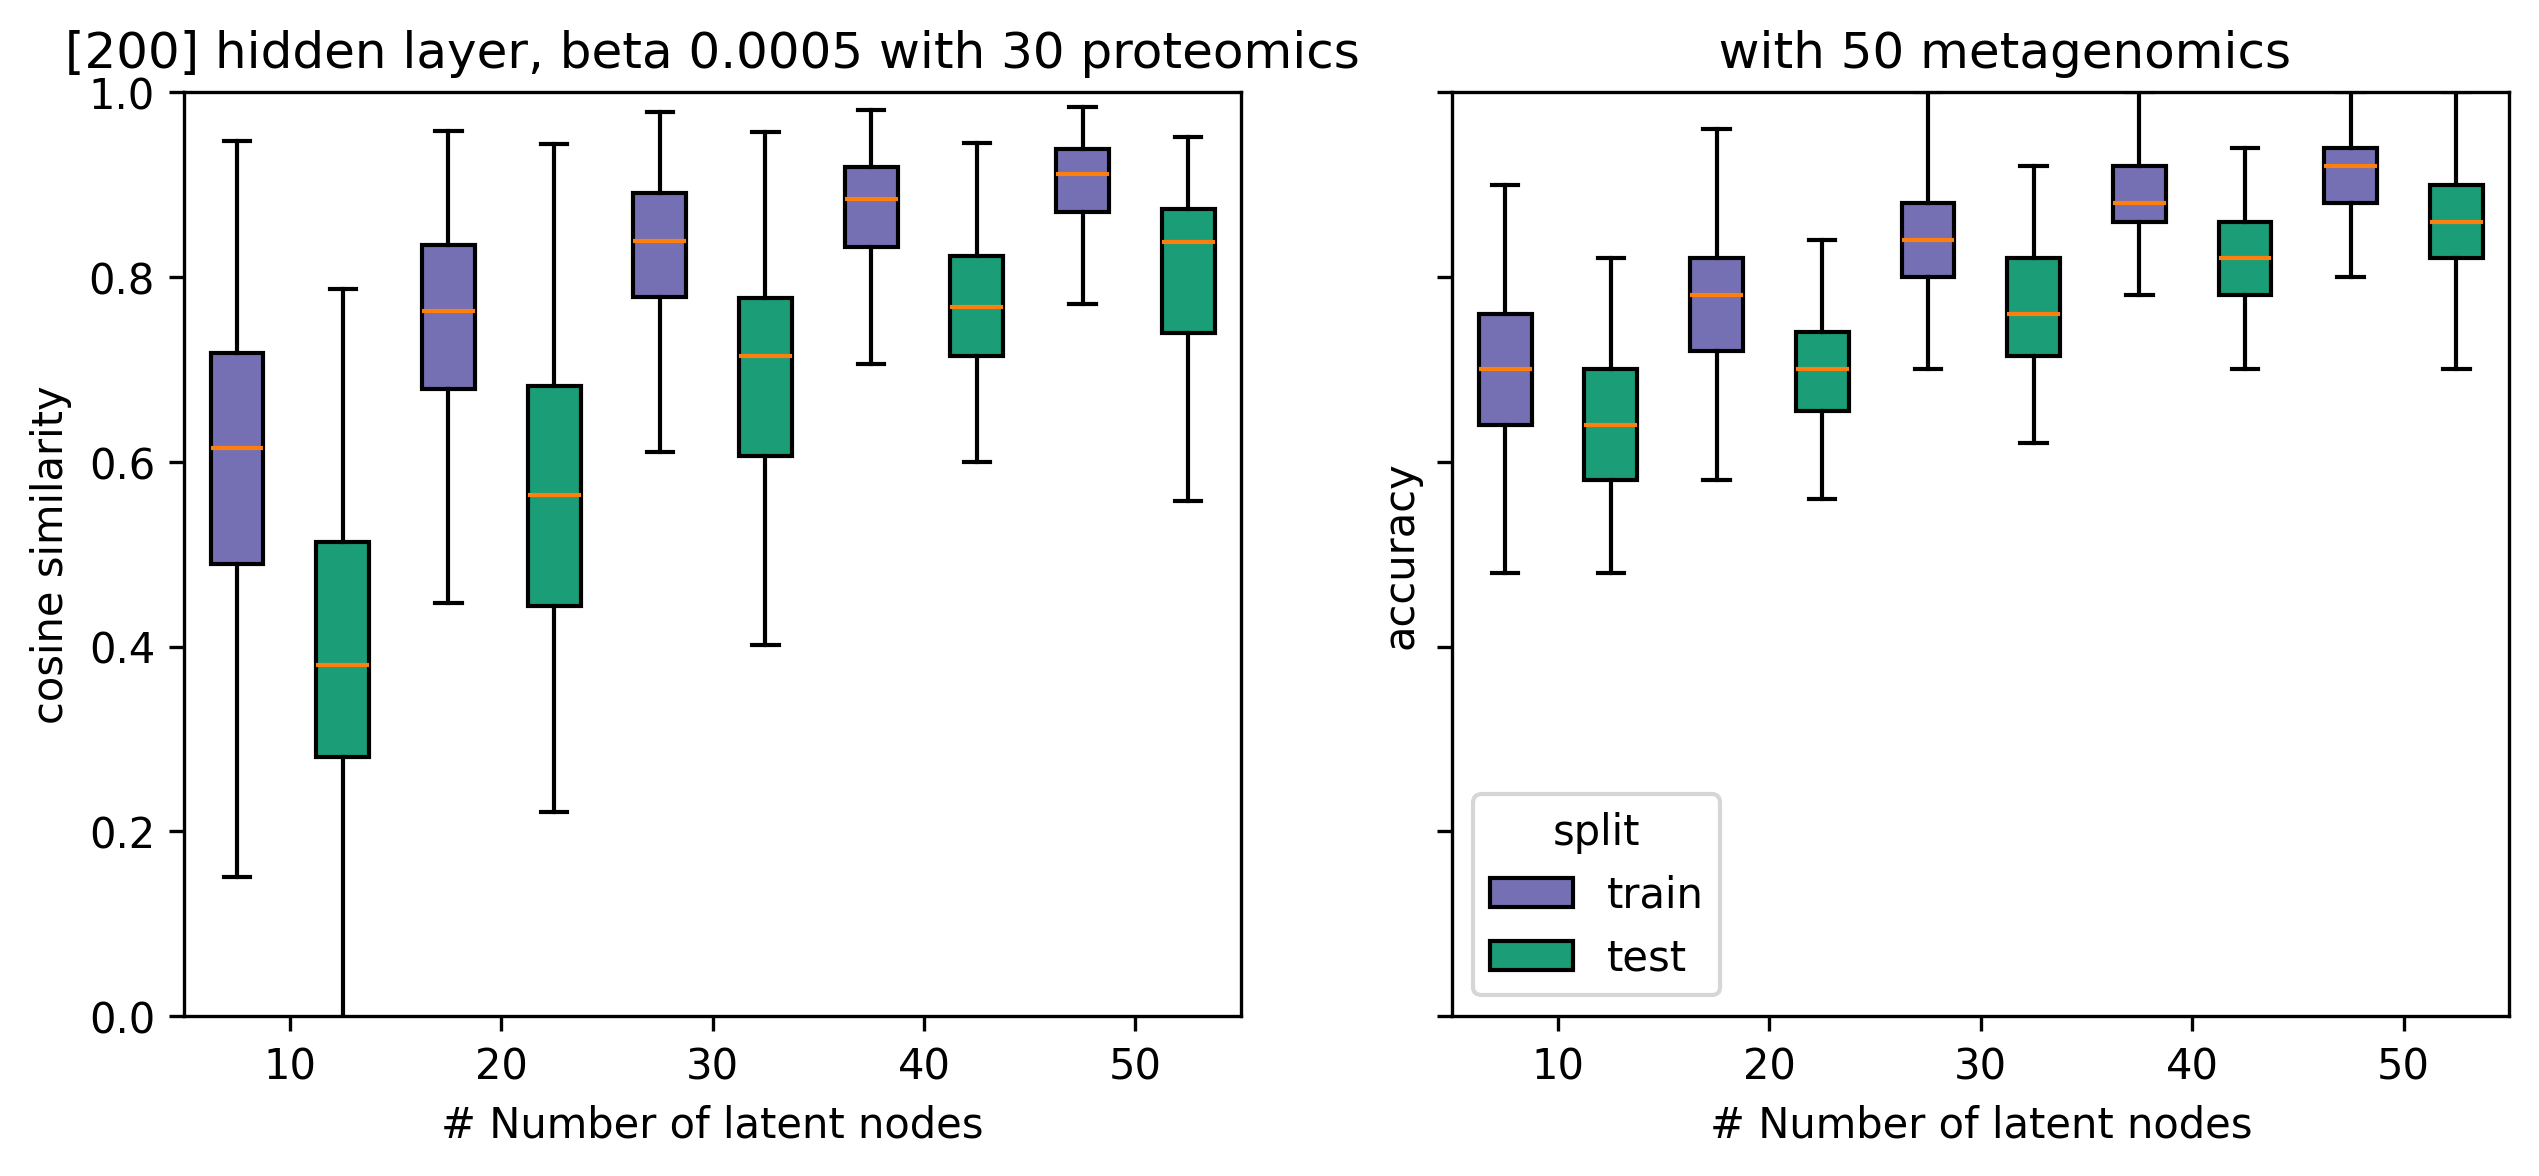 [200] hidden layer, beta 0.0005 with 30 proteomics
1.0
0.8
0.6
0.4
0.2
0.0
cosine similarity
10 20 30 40 50
# Number of latent nodes
with 50 metagenomics
accuracy
split
train
test
10 20 30 40 50
# Number of latent nodes